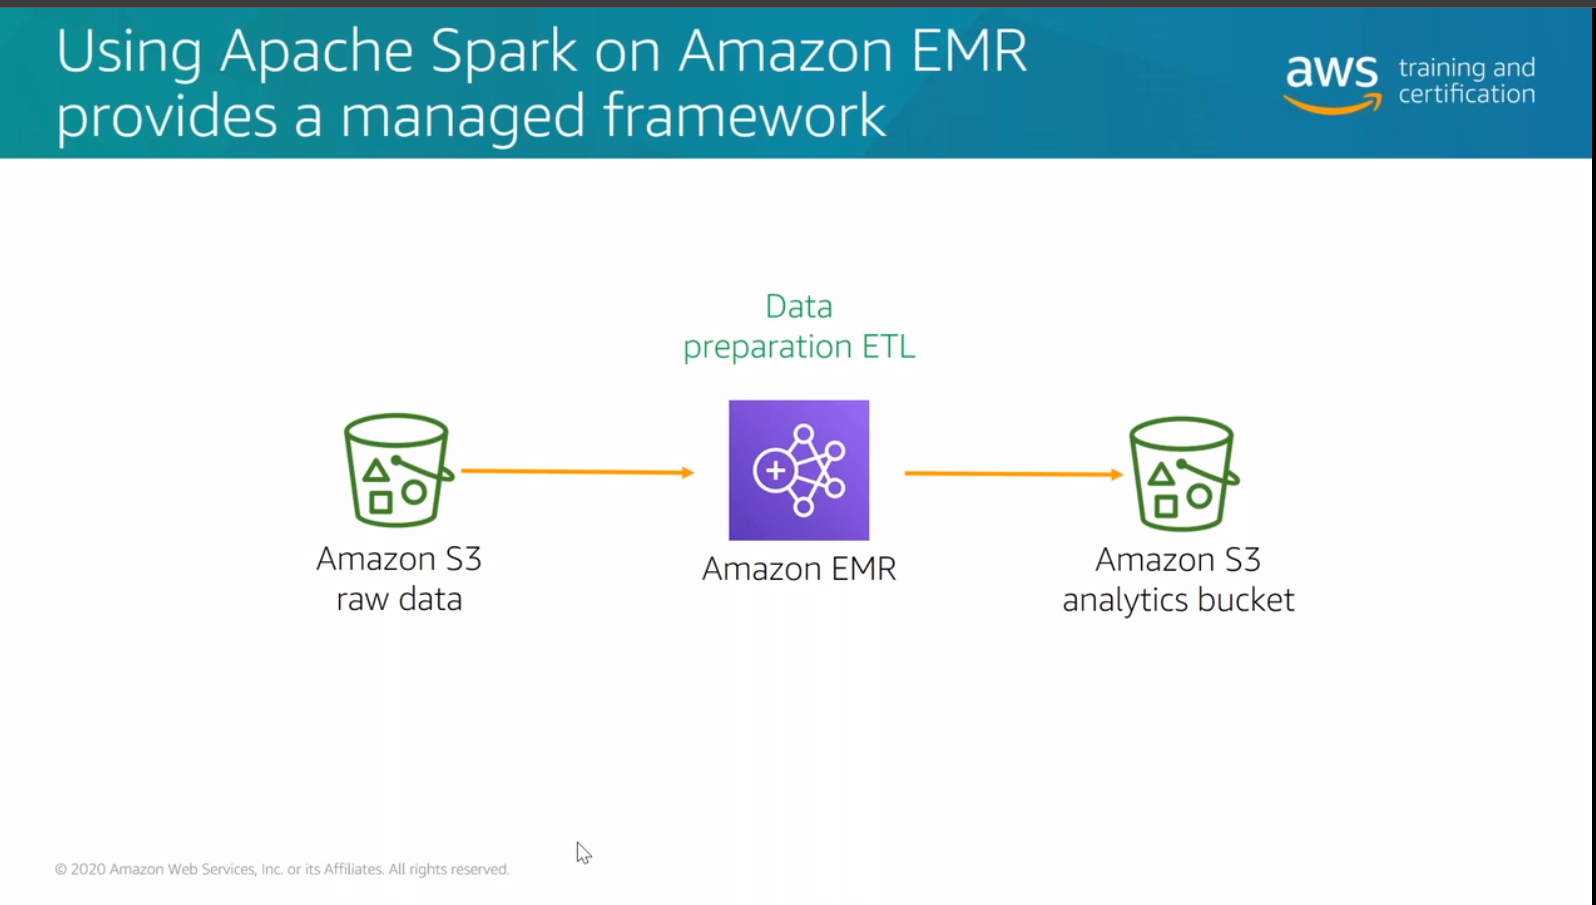 Using Apache Spark on Amazon EMR
provides a managed framework
aws
training and
certification
Data
preparation ETL
Amazon S3
raw data
Amazon EMR
Amazon S3
analytics bucket
© 2020 Amazon Web Services, Inc. or its Affiliates. All rights reserved.